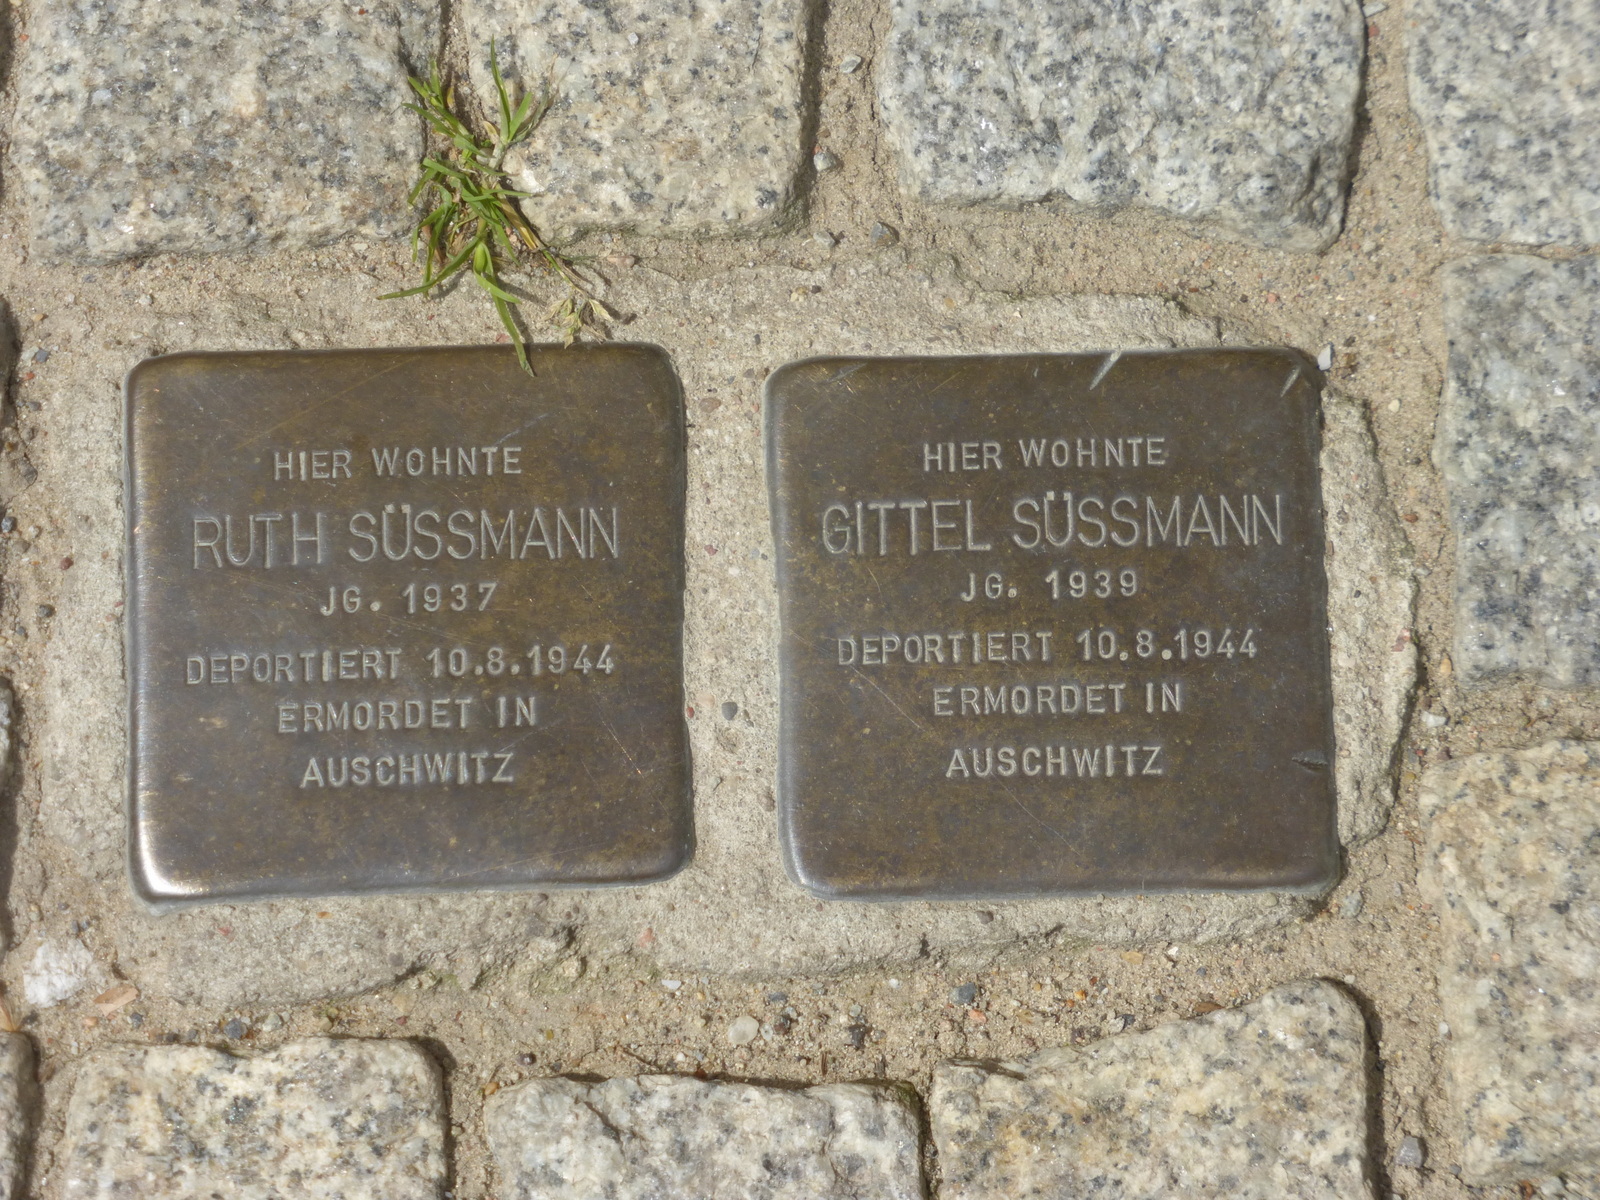 HIER WOHNTE
RUTH SÜSSMANN
JG. 1937
DEPORTIERT 10.8.1944
ERMORDET IN
AUSCHWITZ
HIER WOHNTE
GITTEL SÜSSMANN
JG. 1939
DEPORTIERT 10.8.1944
ERMORDET IN
AUSCHWITZ